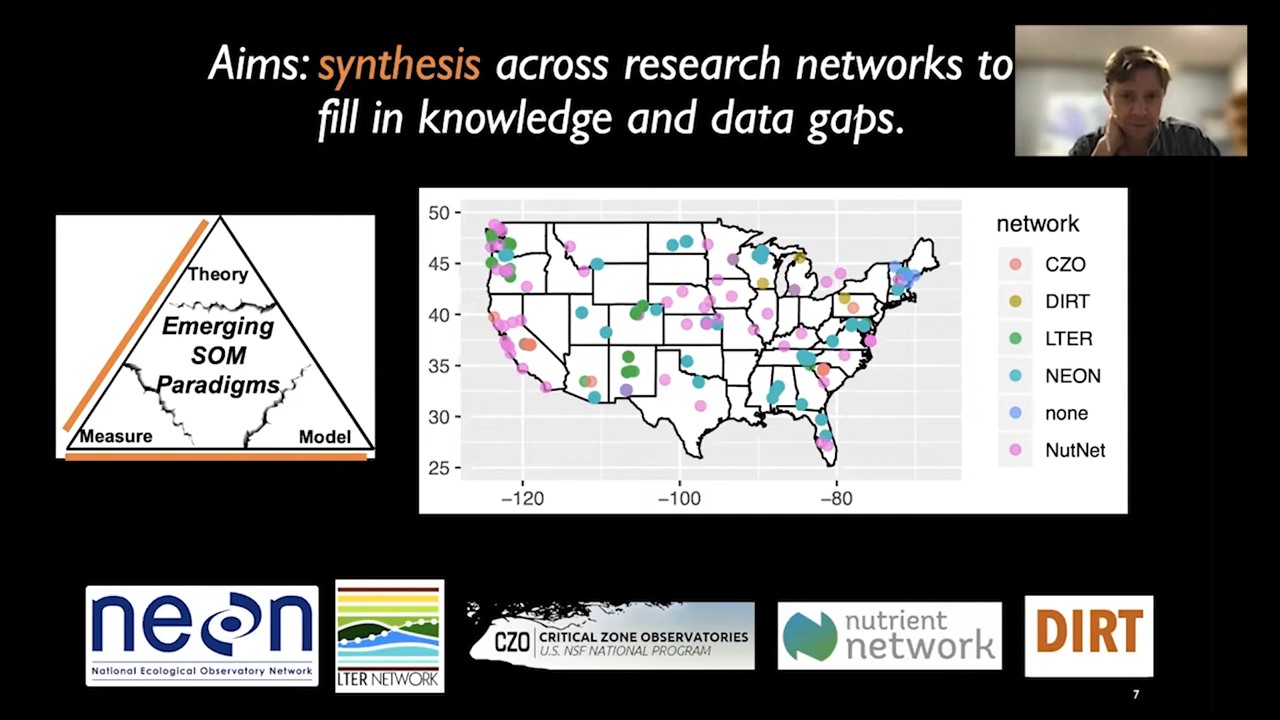 Aims: synthesis across research networks to
fill in knowledge and data gaps.
Theory
Emerging
SOM
Paradigms
Measure
Model
50
45
40
35
30
25
−120
−100
−80
network
CZO
DIRT
LTER
NEON
none
NutNet
neon
National Ecological Observatory Network
LTER NETWORK
CZO
CRITICAL ZONE OBSERVATORIES
U.S. NSF NATIONAL PROGRAM
nutrient
network
DIRT
7